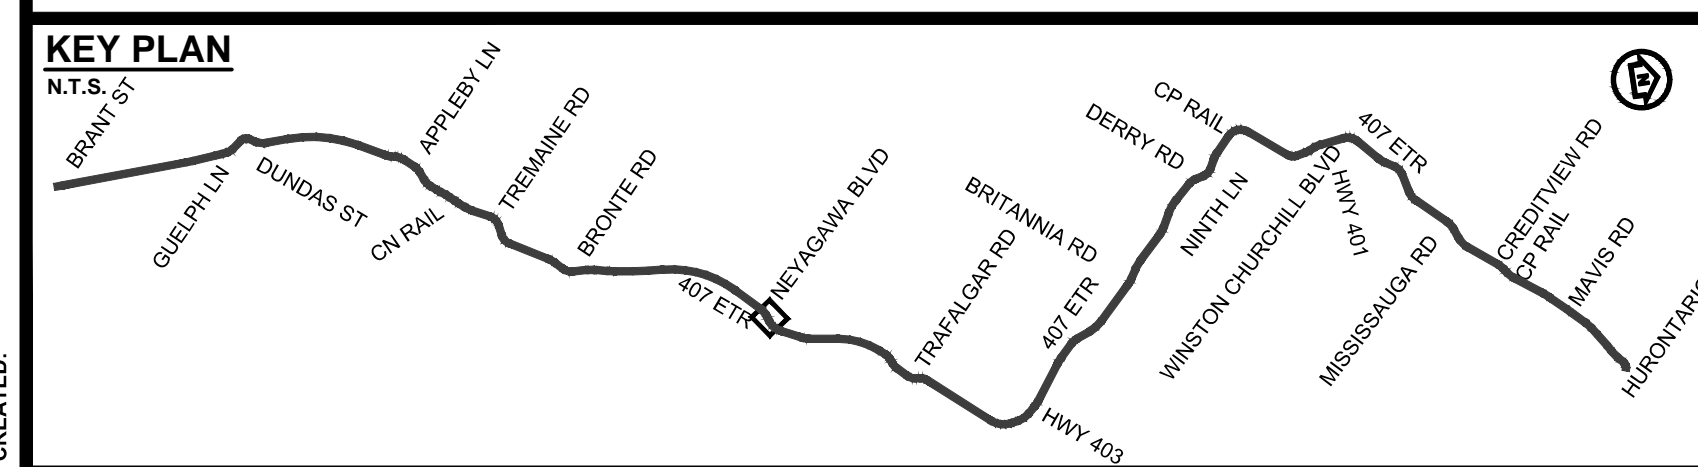 KEY PLAN
N.T.S.
BRANT ST
GUELPH LN
DUNDAS ST
CN RAIL
APPLEBY LN
TREMAINE RD
BRONTE RD
407 ETR
NEYAGAWA BLVD
TRAFALGAR RD
HWY 403
407 ETR
BRITANNIA RD
DERRY RD
CP RAIL
NINTH LN
WINSTON CHURCHILL BLVD
HWY 401
407 ETR
MISSISSAUGA RD
CREDITVIEW RD
CP RAIL
MAVIS RD
N
CREATED: